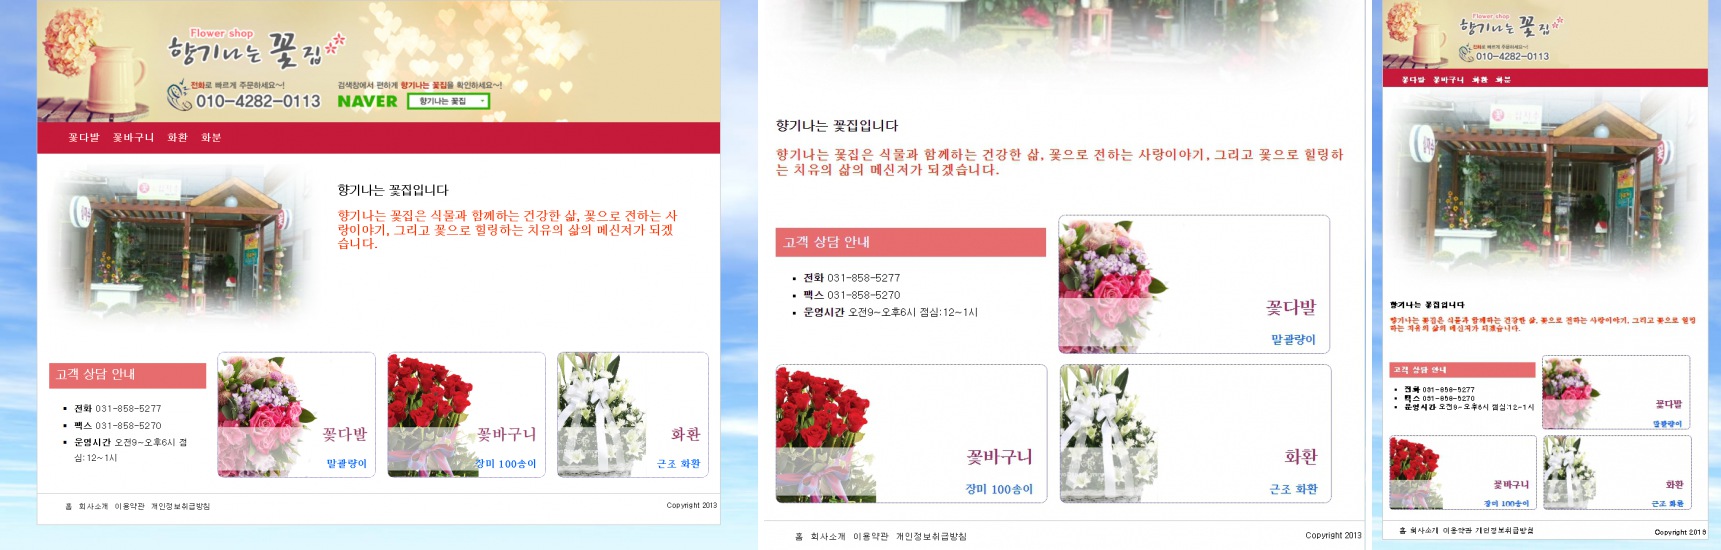 Flower shop
향기나는 꽃집
전화로 빠르게 주문하세요~!
010-4282-0113
검색창에서 편하게 향기나는 꽃집을 확인하세요~!
NAVER 향기나는 꽃집
꽃다발 꽃바구니 화환 화분
향기나는 꽃집입니다
향기나는 꽃집은 식물과 함께하는 건강한 삶, 꽃으로 전하는 사
랑이야기, 그리고 꽃으로 힐링하는 치유의 삶의 메신저가 되겠
습니다.
고객 상담 안내
전화 031-858-5277
팩스 031-858-5270
운영시간 오전9~오후6시 점
심:12~1시
꽃다발
말괄량이
꽃바구니
장미 100송이
화환
근조 화환
홈 회사소개 이용약관 개인정보취급방침
Copyright 2013
향기나는 꽃집입니다
향기나는 꽃집은 식물과 함께하는 건강한 삶, 꽃으로 전하는 사랑이야기, 그리고 꽃으로 힐링하
는 치유의 삶의 메신저가 되겠습니다.
고객 상담 안내
전화 031-858-5277
팩스 031-858-5270
운영시간 오전9~오후6시 점심:12~1시
꽃다발
말괄량이
꽃바구니
장미 100송이
화환
근조 화환
홈 회사소개 이용약관 개인정보취급방침
Copyright 2013
Flower shop
향기나는 꽃집
전화로 빠르게 주문하세요~!
010-4282-0113
꽃다발 꽃바구니 화환 화분
향기나는 꽃집입니다
향기나는 꽃집은 식물과 함께하는 건강한 삶, 꽃으로 전하는 사랑이야기, 그리고 꽃으로 힐링
하는 치유의 삶의 메신저가 되겠습니다.
고객 상담 안내
전화 031-858-5277
팩스 031-858-5270
운영시간 오전9~오후6시 점심:12~1시
꽃다발
말괄량이
꽃바구니
장미 100송이
화환
근조 화환
홈 회사소개 이용약관 개인정보취급방침
Copyright 2013